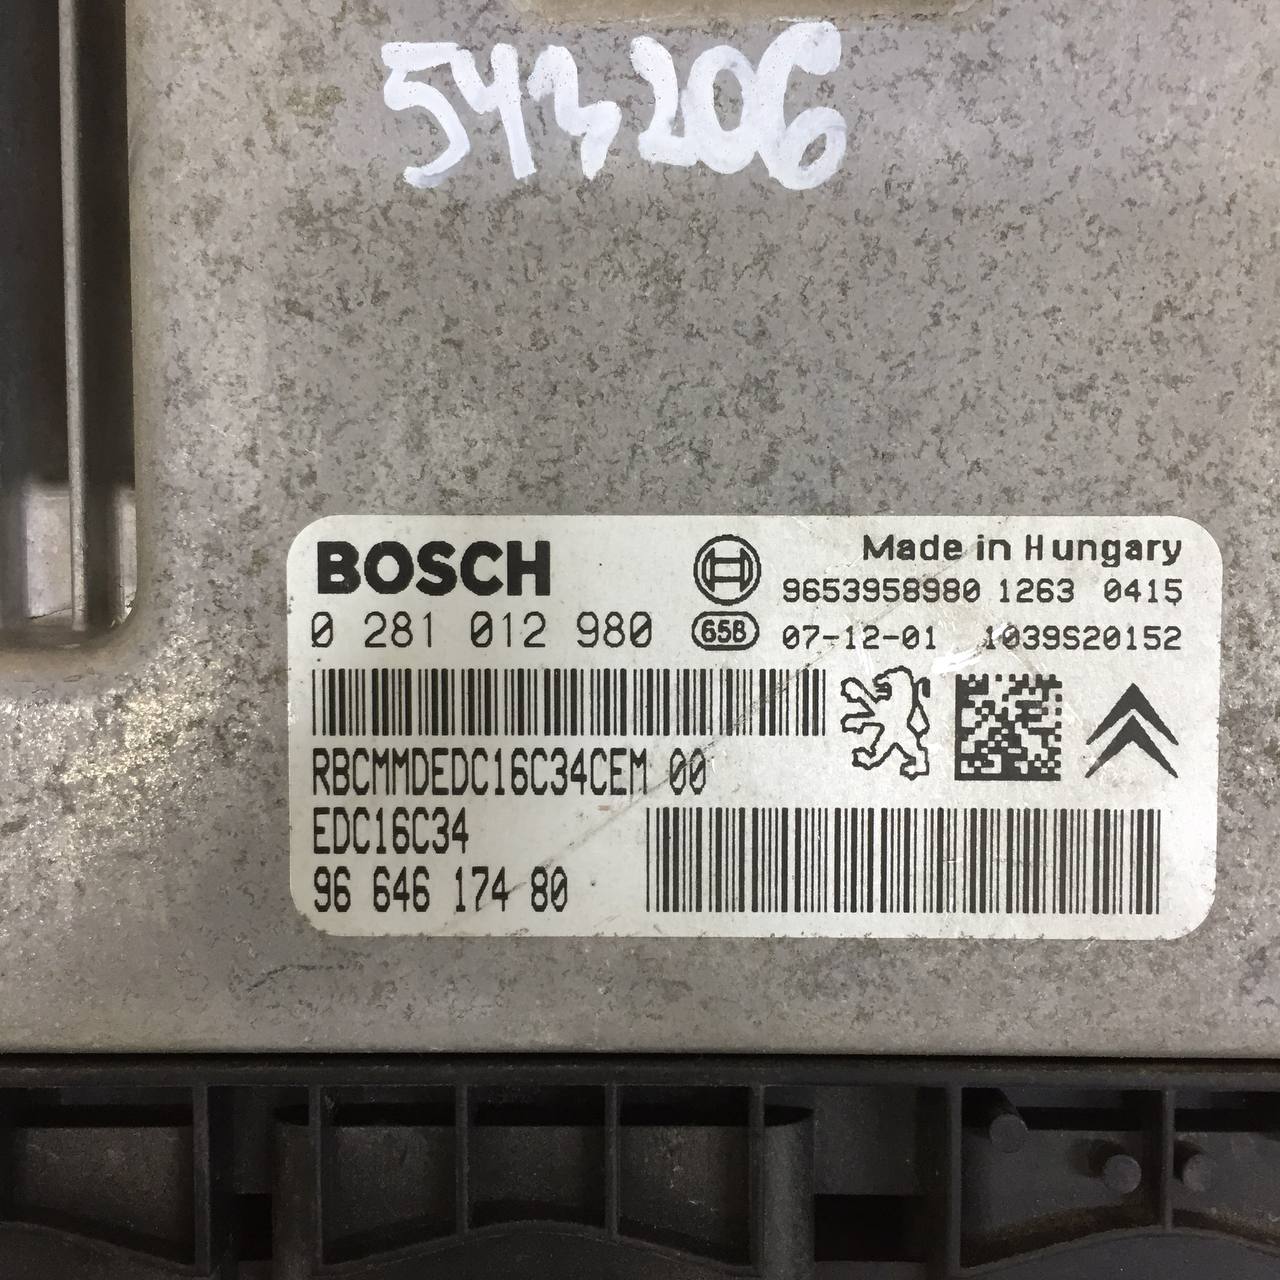 543206
BOSCH
Made in Hungary
9653958980 1263 0415
0 281 012 980
65B
07-12-01 1039S20152
RBCMMDEDC16C34CEM 00
EDC16C34
96 646 174 80